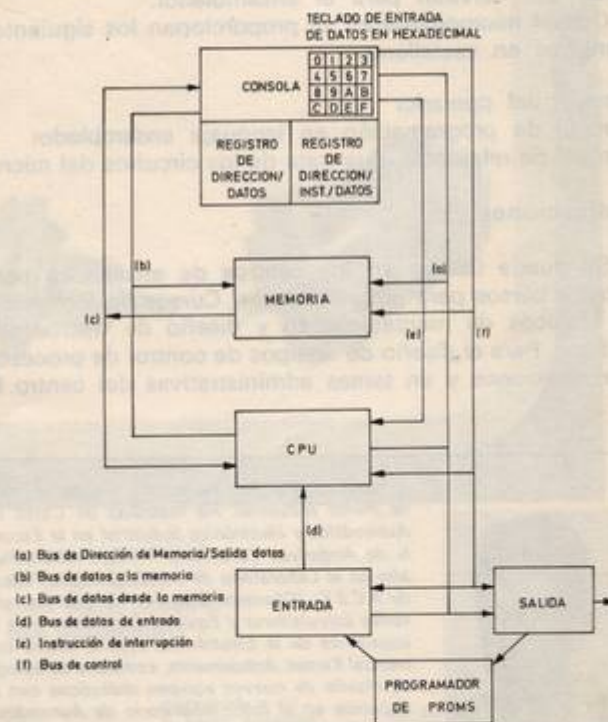 TECLADO DE ENTRADA
DE DATOS EN HEXADECIMAL
CONSOLA
0 1 2 3
4 5 6 7
8 9 A B
C D E F
REGISTRO
DE
DIRECCION/
DATOS
REGISTRO
DE
DIRECCION/
INST./DATOS
(b)
(a)
MEMORIA
(c)
(e)
(f)
CPU
(d)
(a) Bus de Dirección de Memoria/Salida datos
(b) Bus de datos a la memoria
(c) Bus de datos desde la memoria
(d) Bus de datos de entrada
(e) Instrucción de interrupción
(f) Bus de control
ENTRADA
SALIDA
PROGRAMADOR
DE PROMS